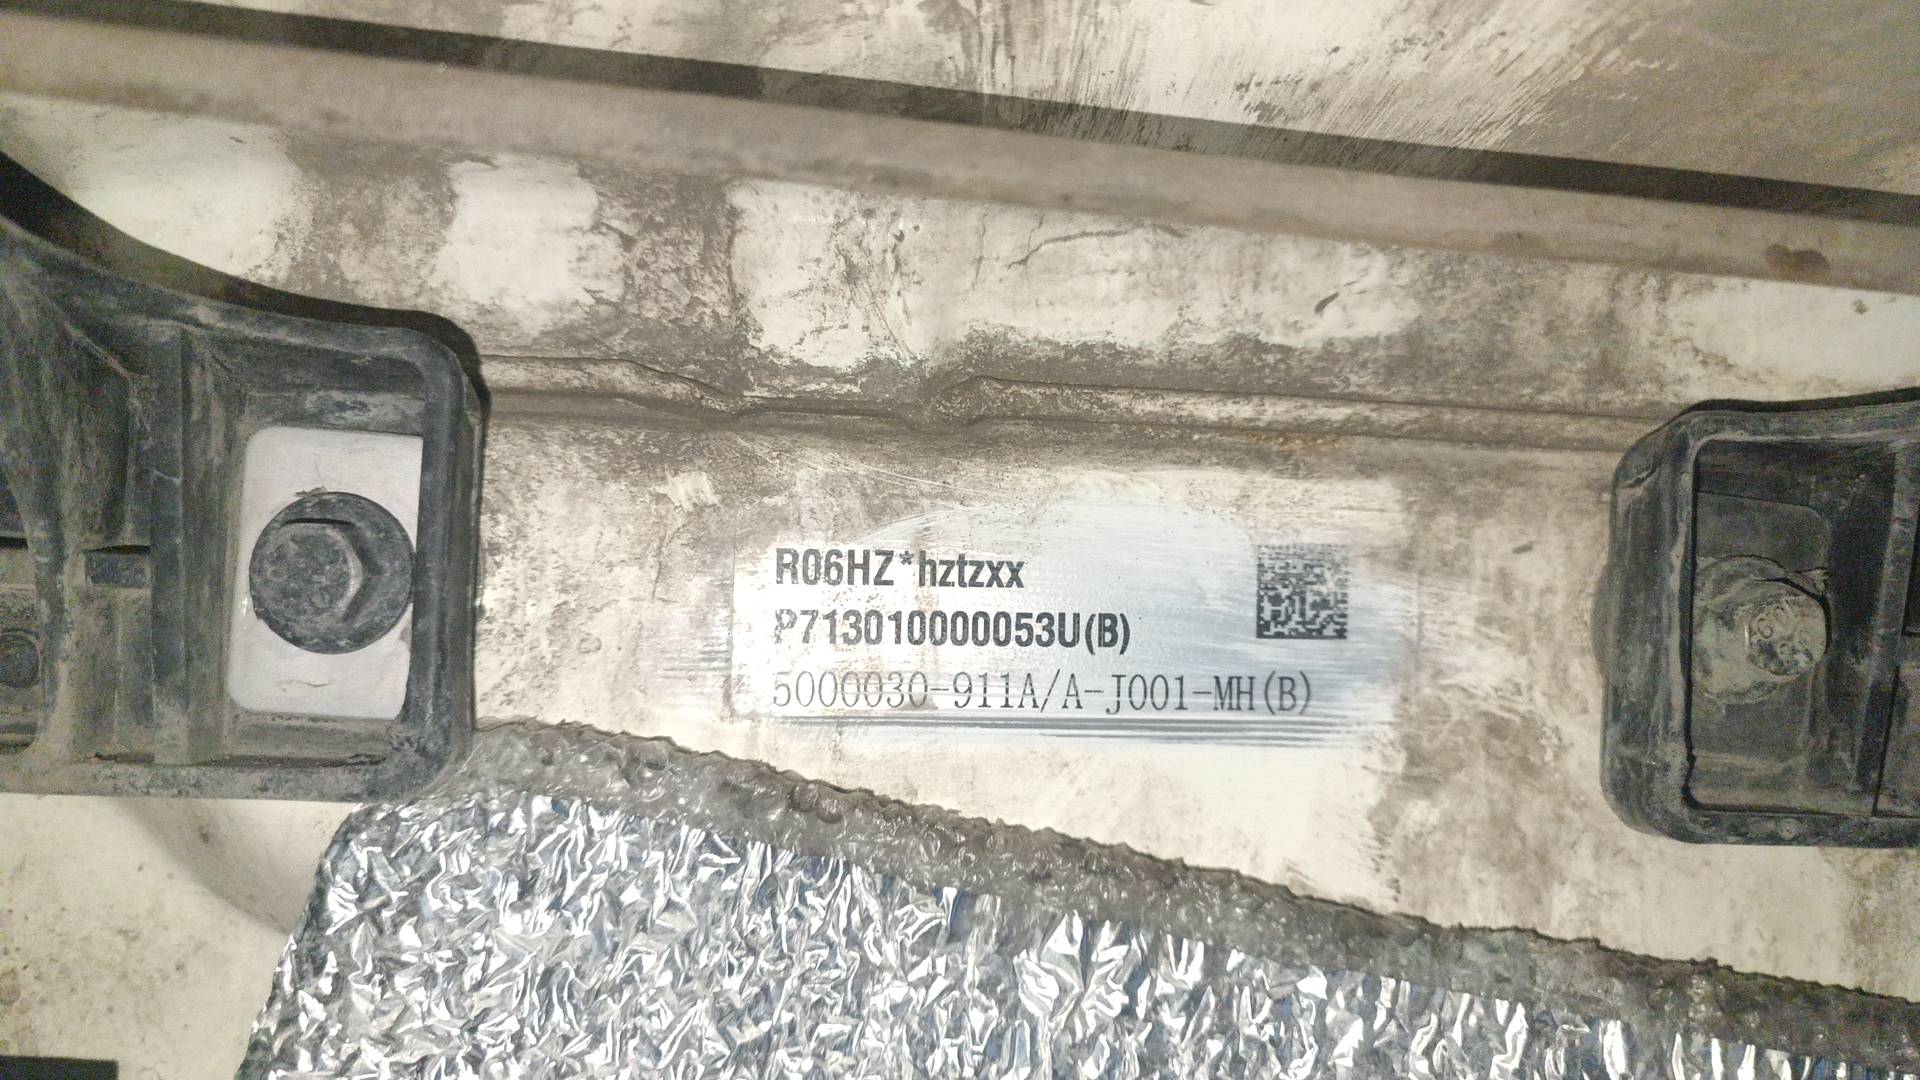 R06HZ*hztzxx
P713010000053U(B)
5000030-911A/A-J001-MH(B)